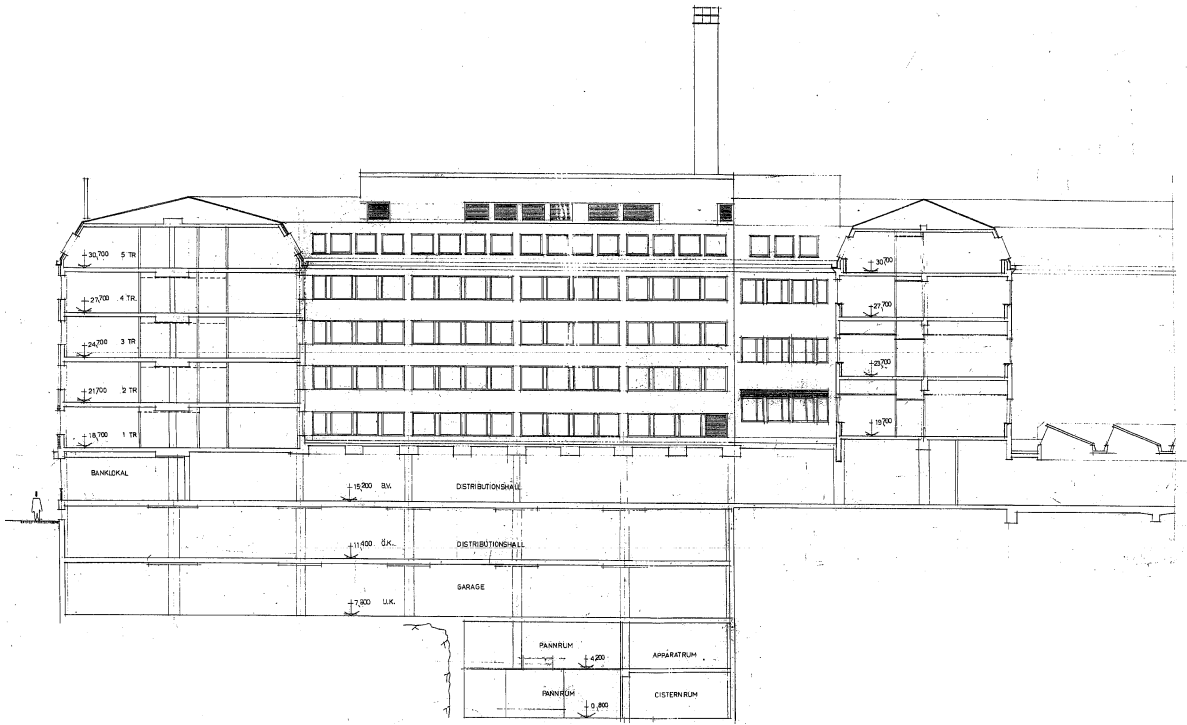 30,700 5 TR
30,700
27,700 4 TR.
27,700
24,700 3 TR
23,700
21,700 2 TR
19,700
18,700 1 TR
BANKLOKAL
15,200 B.V. DISTRIBUTIONSHALL
11,400 Ö.K. DISTRIBUTIONSHALL
GARAGE
7,800 U.K.
PANNRUM
4,200 APPARATRUM
PANNRUM CISTERNRUM
0,800